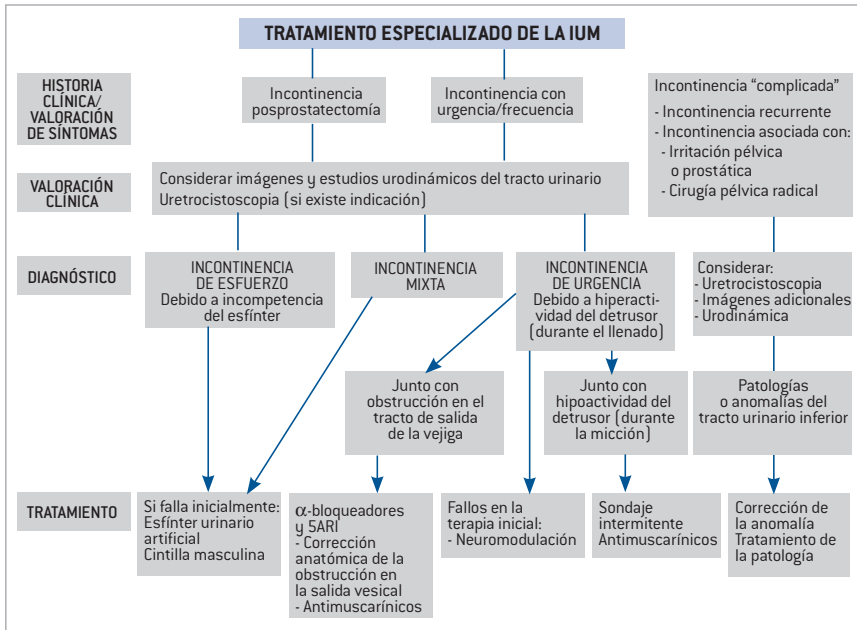 TRATAMIENTO ESPECIALIZADO DE LA IUM
HISTORIA
CLÍNICA/
VALORACIÓN
DE SÍNTOMAS
Incontinencia
posprostatectomía
Incontinencia con
urgencia/frecuencia
Incontinencia “complicada”
- Incontinencia recurrente
- Incontinencia asociada con:
- Irritación pélvica
o prostática
- Cirugía pélvica radical
VALORACIÓN
CLÍNICA
Considerar imágenes y estudios urodinámicos del tracto urinario
Uretrocistoscopia (si existe indicación)
DIAGNÓSTICO
INCONTINENCIA
DE ESFUERZO
Debido a incompetencia
del esfínter
INCONTINENCIA
MIXTA
INCONTINENCIA
DE URGENCIA
Debido a hiperacti-
vidad del detrusor
(durante el llenado)
Considerar:
- Uretrocistoscopia
- Imágenes adicionales
- Urodinámica
Junto con
obstrucción en el
tracto de salida
de la vejiga
Junto con
hipoactividad del
detrusor (durante
la micción)
Patologías
o anomalías del
tracto urinario inferior
TRATAMIENTO
Si falla inicialmente:
Esfínter urinario
artificial
Cintilla masculina
α-bloqueadores
y 5ARI
- Corrección
anatómica de la
obstrucción en
la salida vesical
- Antimuscarínicos
Fallos en la
terapia inicial:
- Neuromodulación
Sondaje
intermitente
Antimuscarínicos
Corrección de
la anomalía
Tratamiento de
la patología